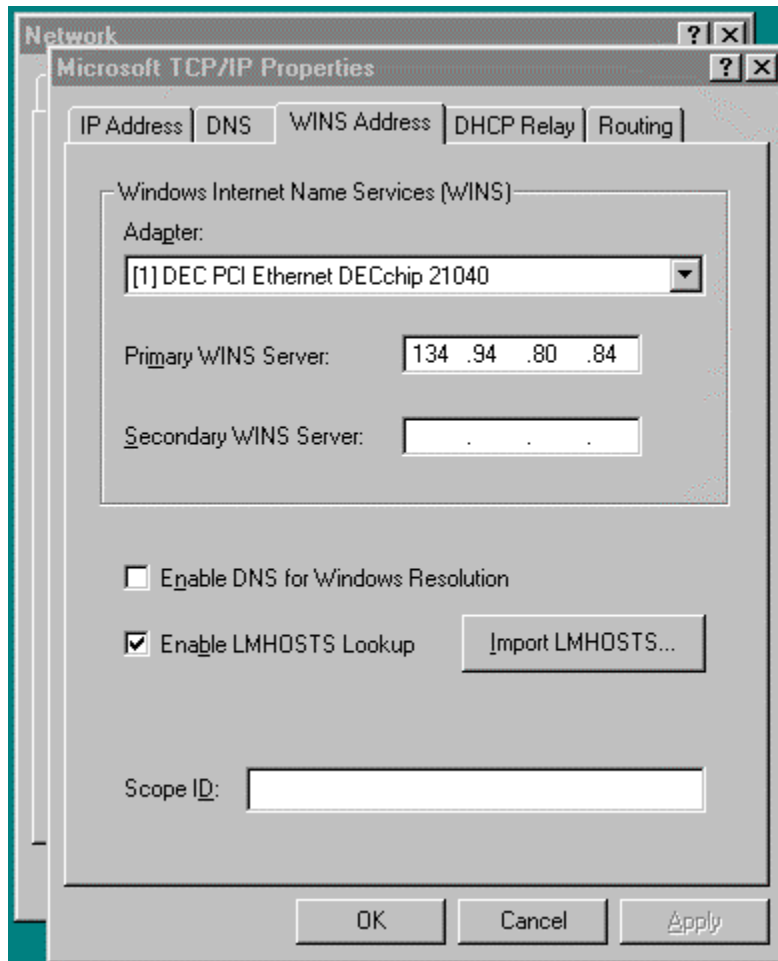 Network
Microsoft TCP/IP Properties
IP Address DNS WINS Address DHCP Relay Routing
Windows Internet Name Services (WINS)
Adapter:
[1] DEC PCI Ethernet DECchip 21040
Primary WINS Server: 134 .94 .80 .84
Secondary WINS Server: . . .
Enable DNS for Windows Resolution
Enable LMHOSTS Lookup Import LMHOSTS...
Scope ID:
OK Cancel Apply